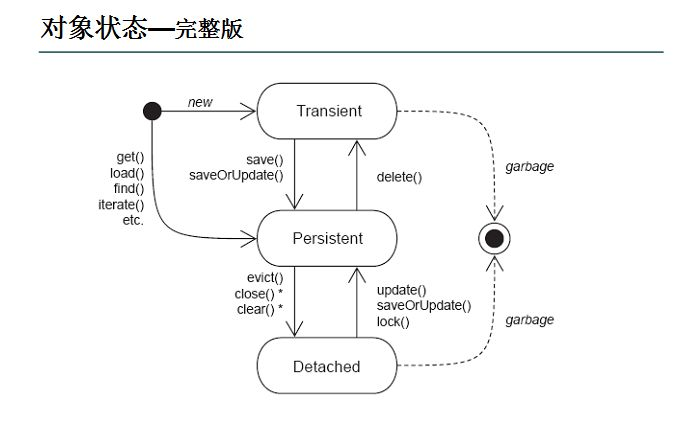 对象状态—完整版
new
Transient
get()
load()
find()
iterate()
etc.
save()
saveOrUpdate()
delete()
garbage
Persistent
evict()
close() *
clear() *
update()
saveOrUpdate()
lock()
garbage
Detached